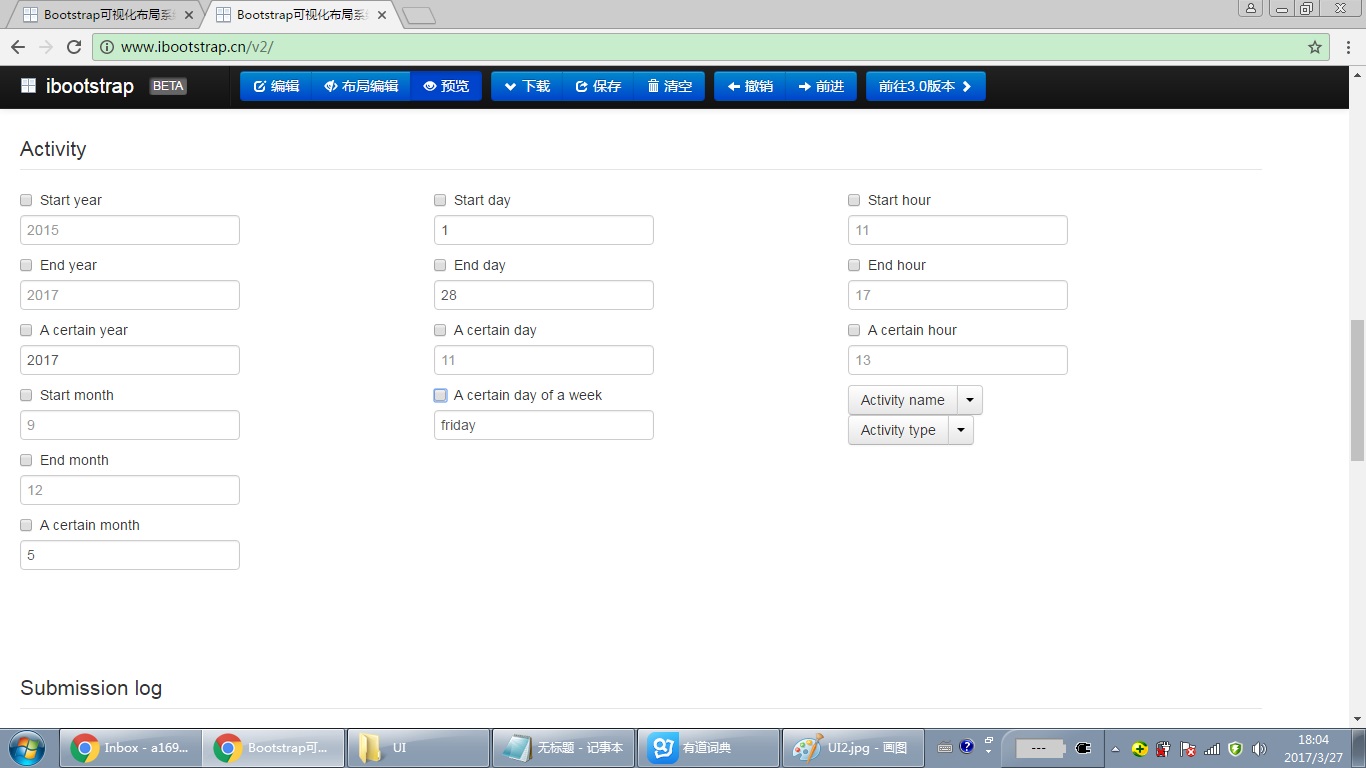 Bootstrap可视化布局系
Bootstrap可视化布局系
www.ibootstrap.cn/v2/
ibootstrap BETA 编辑 布局编辑 预览 下载 保存 清空 撤销 前进 前往3.0版本
Activity
Start year
2015
End year
2017
A certain year
2017
Start month
9
End month
12
A certain month
5
Start day
1
End day
28
A certain day
11
A certain day of a week
friday
Start hour
11
End hour
17
A certain hour
13
Activity name
Activity type
Submission log
Inbox - a169...
Bootstrap可...
UI
无标题 - 记事本
有道词典
UI2.jpg - 画图
---
18:04
2017/3/27